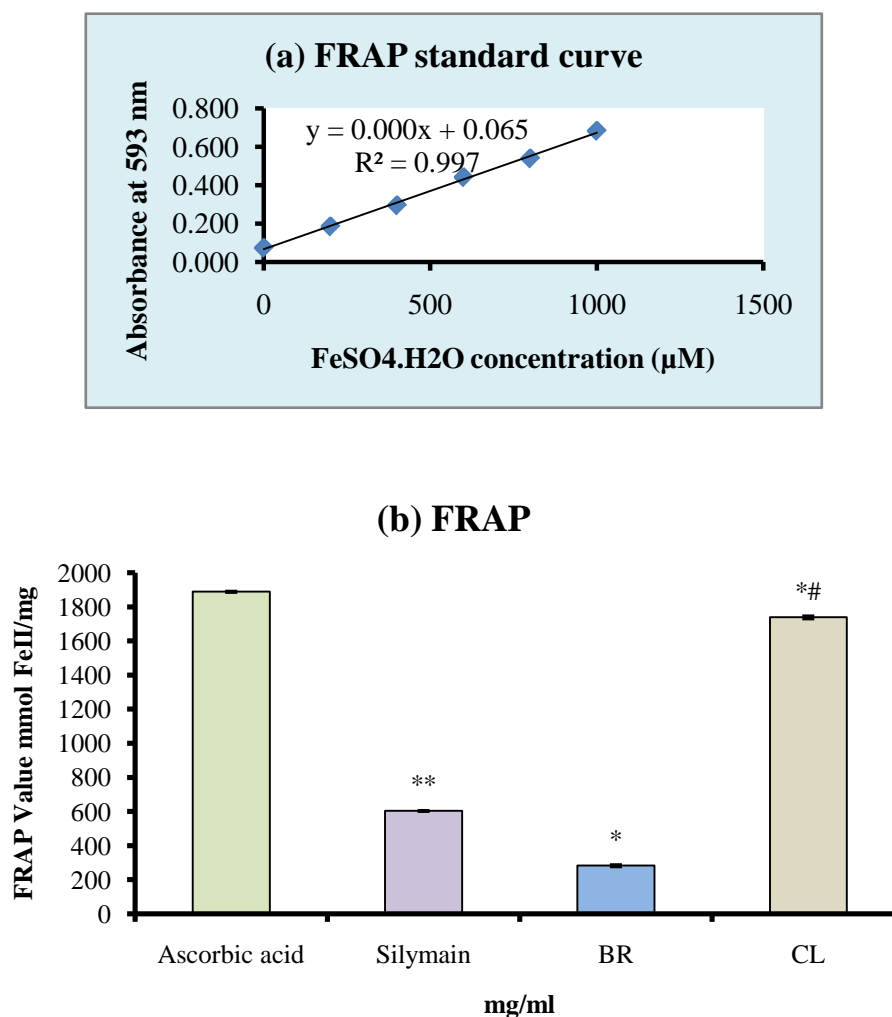 (a) FRAP standard curve
Absorbance at 593 nm
0.800
0.600
0.400
0.200
0.000
y = 0.000x + 0.065
R² = 0.997
0 500 1000 1500
FeSO4.H2O concentration (µM)
(b) FRAP
FRAP Value mmol FeII/mg
2000
1800
1600
1400
1200
1000
800
600
400
200
0
**
*
*#
Ascorbic acid Silymain BR CL
mg/ml